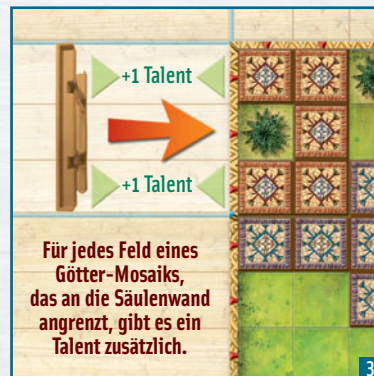 +1 Talent
+1 Talent
Für jedes Feld eines
Götter-Mosaiks,
das an die Säulenwand
angrenzt, gibt es ein
Talent zusätzlich.
3